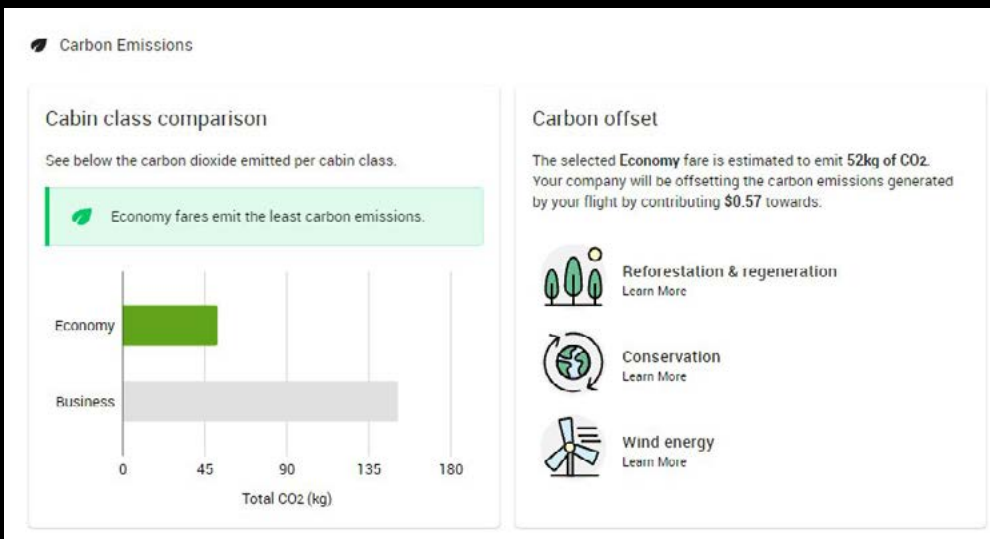 Carbon Emissions
Cabin class comparison
See below the carbon dioxide emitted per cabin class.
Economy fares emit the least carbon emissions.
Economy
Business
0 45 90 135 180
Total CO2 (kg)
Carbon offset
The selected Economy fare is estimated to emit 52kg of CO2.
Your company will be offsetting the carbon emissions generated
by your flight by contributing $0.57 towards:
Reforestation & regeneration
Learn More
Conservation
Learn More
Wind energy
Learn More